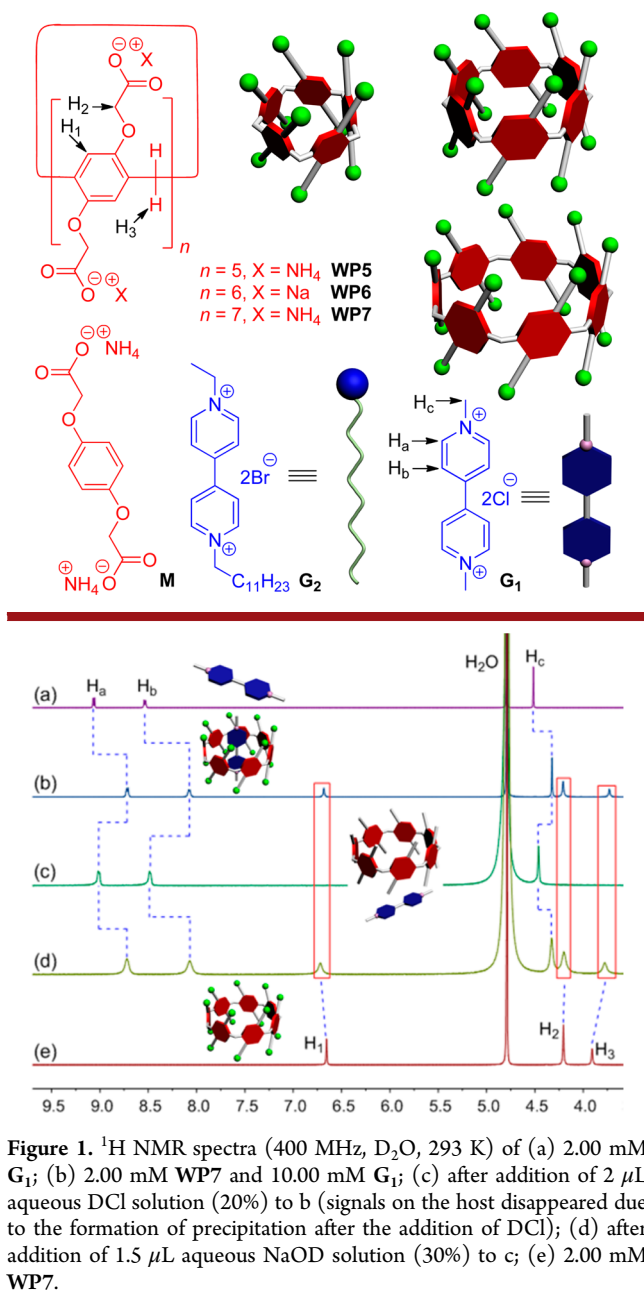 O ⊖⊕ X
O
H2
O
H1
H
H
H3
n
O
O
O ⊖⊕ X
n = 5, X = NH4 WP5
n = 6, X = Na WP6
n = 7, X = NH4 WP7
O ⊖⊕ NH4
O
O
O
O
O⊖
⊕NH4
M
N⊕
2Br⊖
N⊕
C11H23
G2
Hc
N⊕
Ha
Hb
2Cl⊖
N⊕
G1
H2O
Hc
Ha
Hb
(a)
(b)
(c)
(d)
(e)
H1
H2
H3
9.5 9.0 8.5 8.0 7.5 7.0 6.5 6.0 5.5 5.0 4.5 4.0
Figure 1. 1H NMR spectra (400 MHz, D2O, 293 K) of (a) 2.00 mM
G1; (b) 2.00 mM WP7 and 10.00 mM G1; (c) after addition of 2 μL
aqueous DCl solution (20%) to b (signals on the host disappeared due
to the formation of precipitation after the addition of DCl); (d) after
addition of 1.5 μL aqueous NaOD solution (30%) to c; (e) 2.00 mM
WP7.